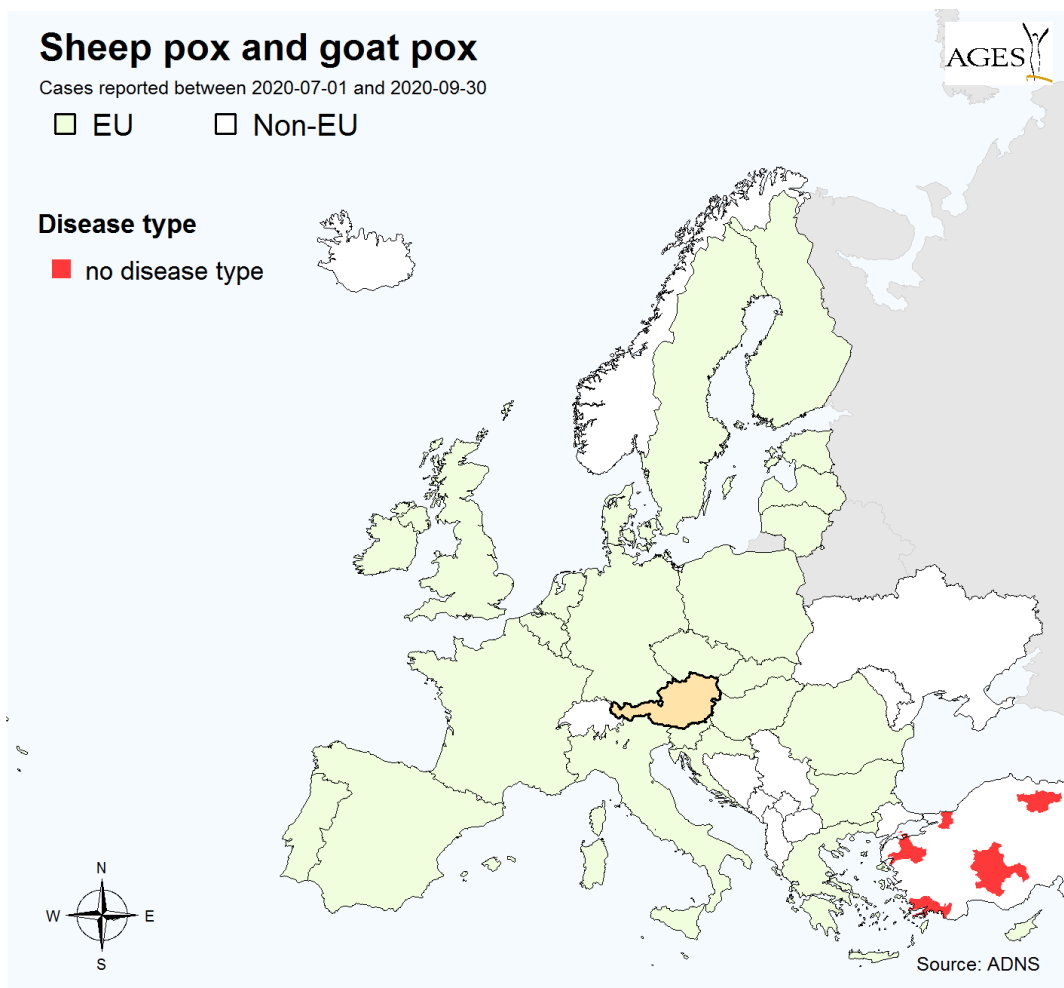 Sheep pox and goat pox
AGES
Cases reported between 2020-07-01 and 2020-09-30
EU
Non-EU
Disease type
no disease type
N
W
E
S
Source: ADNS